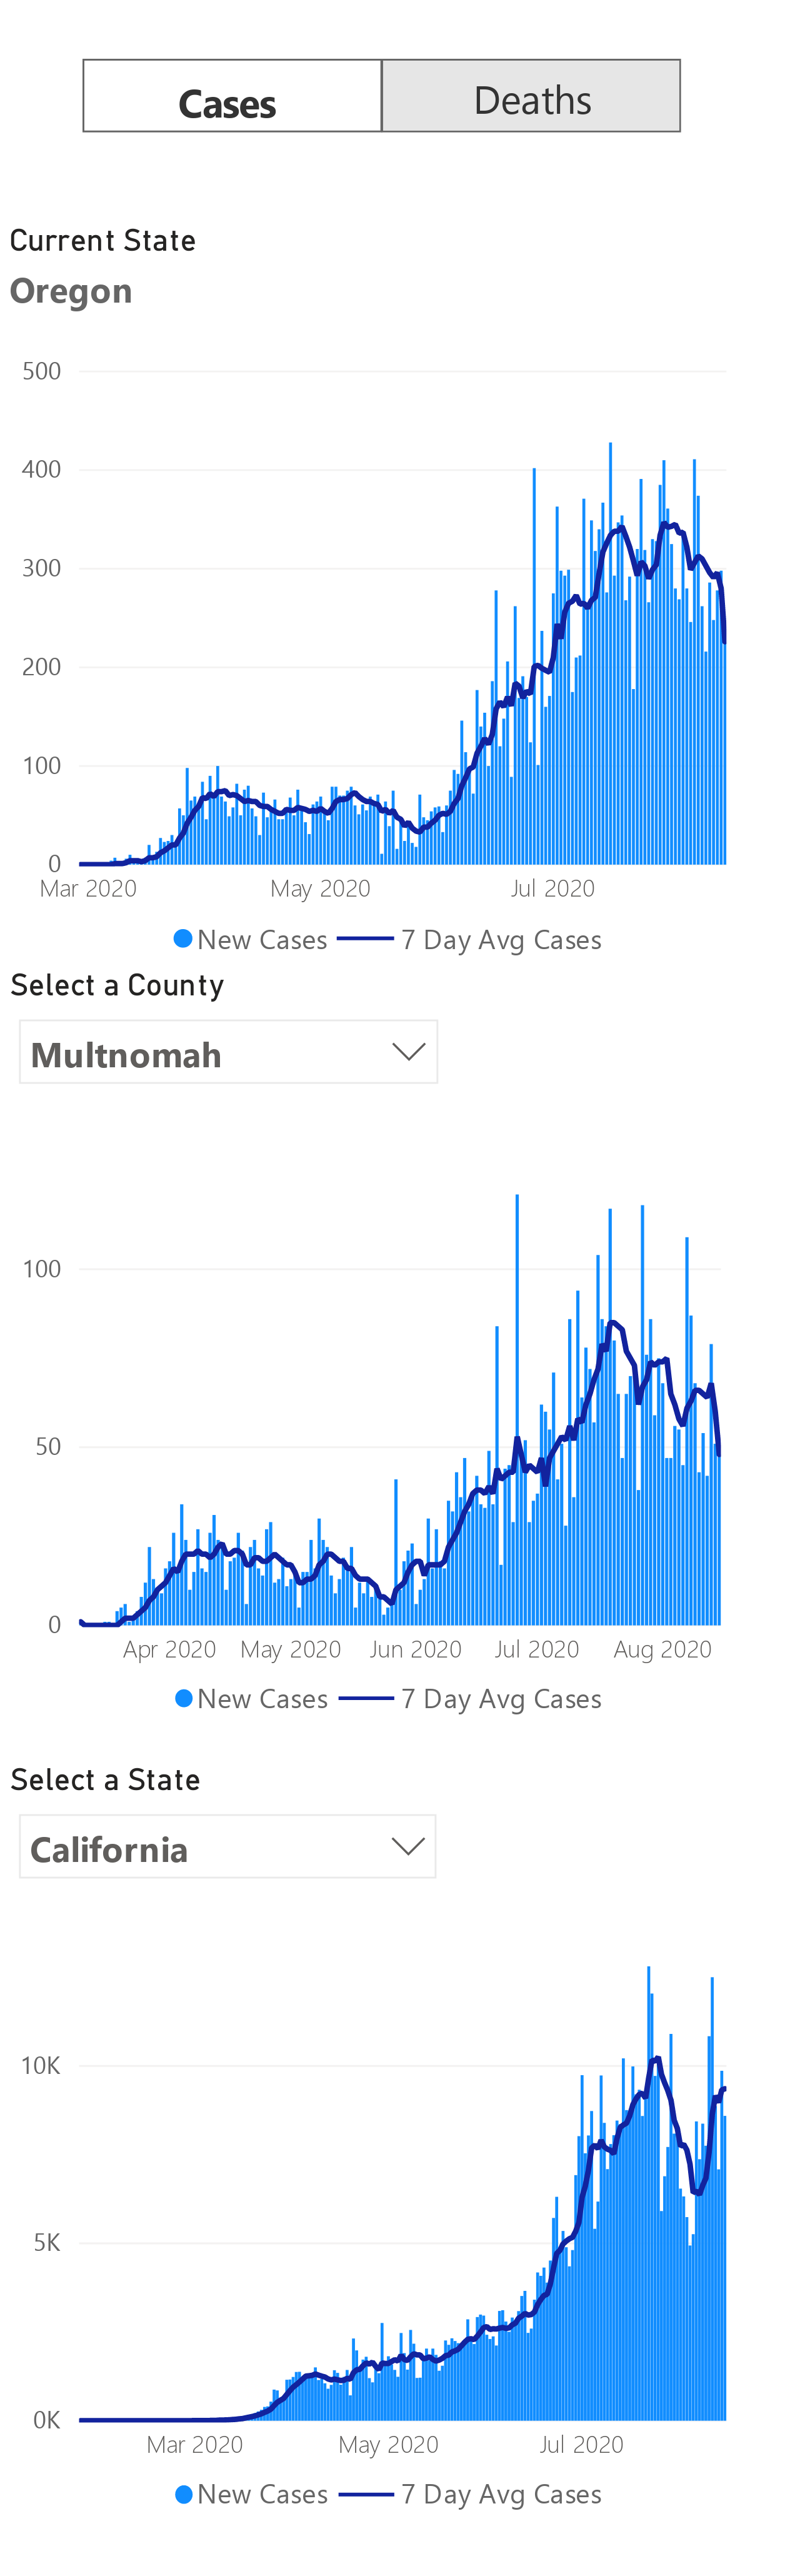 Cases Deaths
Current State
Oregon
500
400
300
200
100
0
Mar 2020 May 2020 Jul 2020
New Cases 7 Day Avg Cases
Select a County
Multnomah
100
50
0
Apr 2020 May 2020 Jun 2020 Jul 2020 Aug 2020
New Cases 7 Day Avg Cases
Select a State
California
10K
5K
0K
Mar 2020 May 2020 Jul 2020
New Cases 7 Day Avg Cases